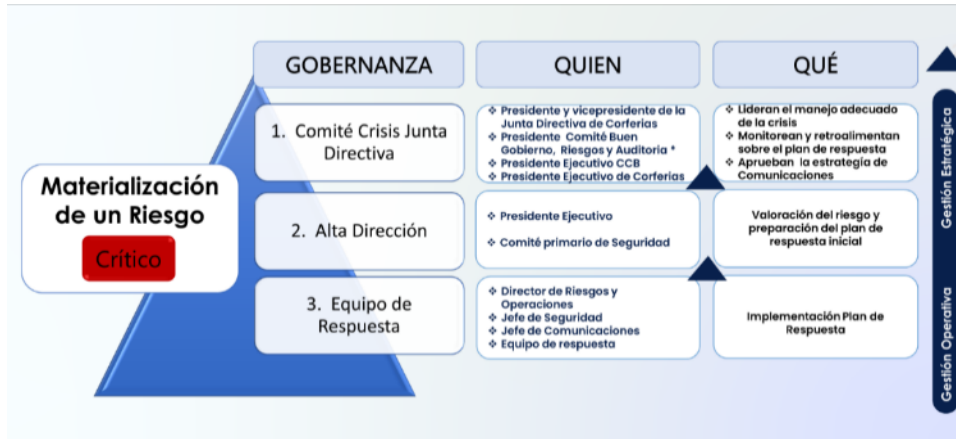 GOBERNANZA
QUIEN
QUÉ
Materialización
de un Riesgo
Crítico
1. Comité Crisis Junta
Directiva
❖ Presidente y vicepresidente de la
Junta Directiva de Corferias
❖ Presidente Comité Buen
Gobierno, Riesgos y Auditoria *
❖ Presidente Ejecutivo CCB
❖ Presidente Ejecutivo de Corferias
❖ Lideran el manejo adecuado
de la crisis
❖ Monitorean y retroalimentan
sobre el plan de respuesta
❖ Aprueban la estrategía de
Comunicaciones
2. Alta Dirección
❖ Presidente Ejecutivo
❖ Comité primario de Seguridad
Valoración del riesgo y
preparación del plan de
respuesta inicial
3. Equipo de
Respuesta
❖ Director de Riesgos y
Operaciones
❖ Jefe de Seguridad
❖ Jefe de Comunicaciones
❖ Equipo de respuesta
Implementación Plan de
Respuesta
Gestión Estratégica
Gestión Operativa